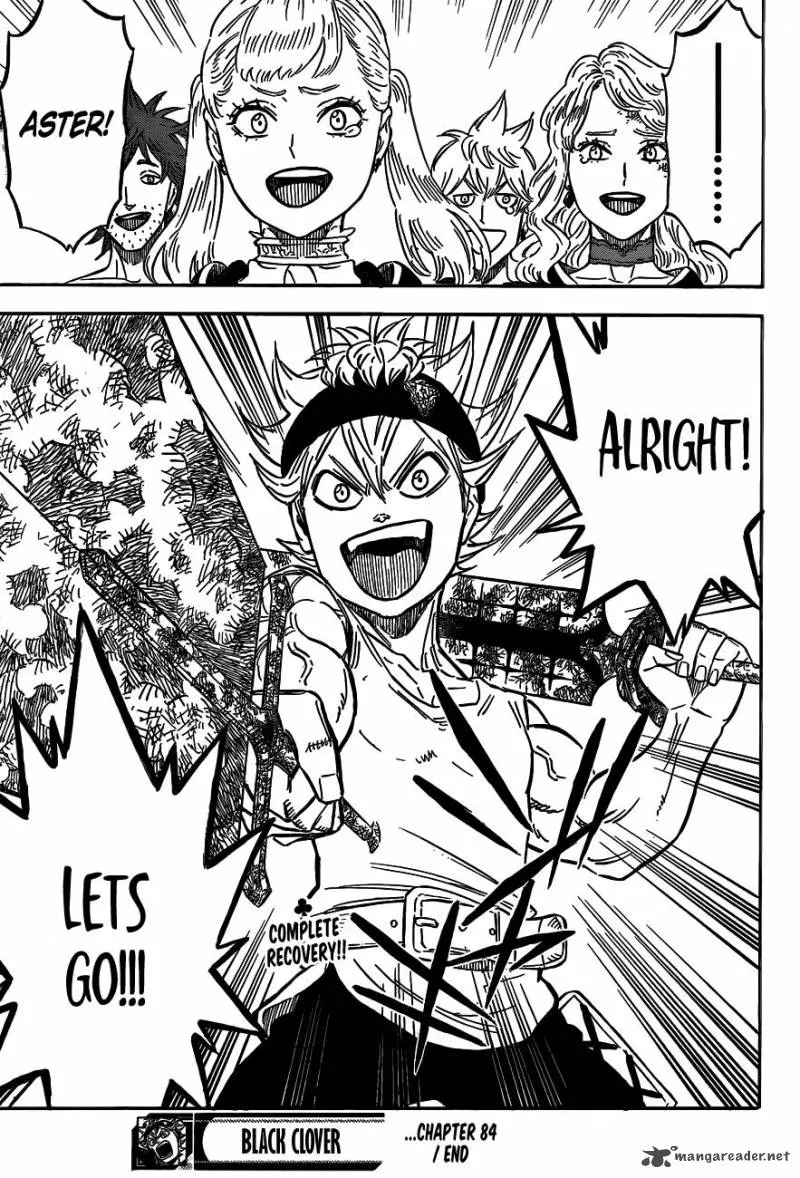 .......
ASTER!
ALRIGHT!
LETS
GO!!!
COMPLETE
RECOVERY!!
BLACK CLOVER
...CHAPTER 84
/ END
mangareader.net